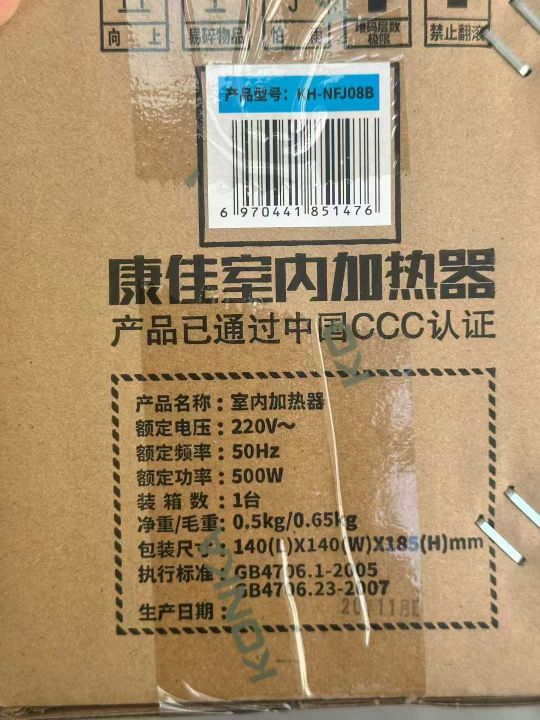 向 上
易碎物品
怕 雨
堆码层数
极限
禁止翻滚
产品型号：KH-NFJ08B
6 970441 851476
康佳室内加热器
产品已通过中国CCC认证
产品名称：室内加热器
额定电压：220V～
额定频率：50Hz
额定功率：500W
装 箱 数：1台
净重/毛重：0.5kg/0.65kg
包装尺寸：140(L)X140(W)X185(H)mm
执行标准：GB4706.1-2005
GB4706.23-2007
生产日期：
KONKA